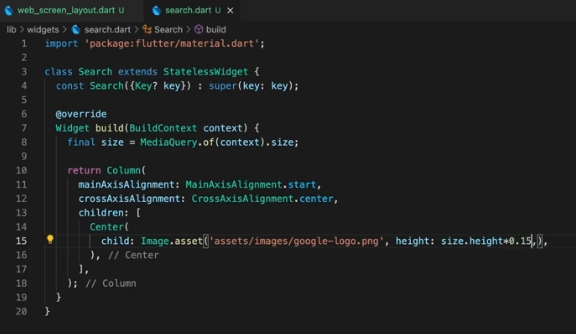 web_screen_layout.dart U search.dart U ×
lib > widgets > search.dart > Search > build
1 import 'package:flutter/material.dart';
2
3 class Search extends StatelessWidget {
4 const Search({Key? key}) : super(key: key);
5
6 @override
7 Widget build(BuildContext context) {
8 final size = MediaQuery.of(context).size;
9
10 return Column(
11 mainAxisAlignment: MainAxisAlignment.start,
12 crossAxisAlignment: CrossAxisAlignment.center,
13 children: [
14 Center(
15 child: Image.asset('assets/images/google-logo.png', height: size.height*0.15,),
16 ), // Center
17 ],
18 ); // Column
19 }
20 }